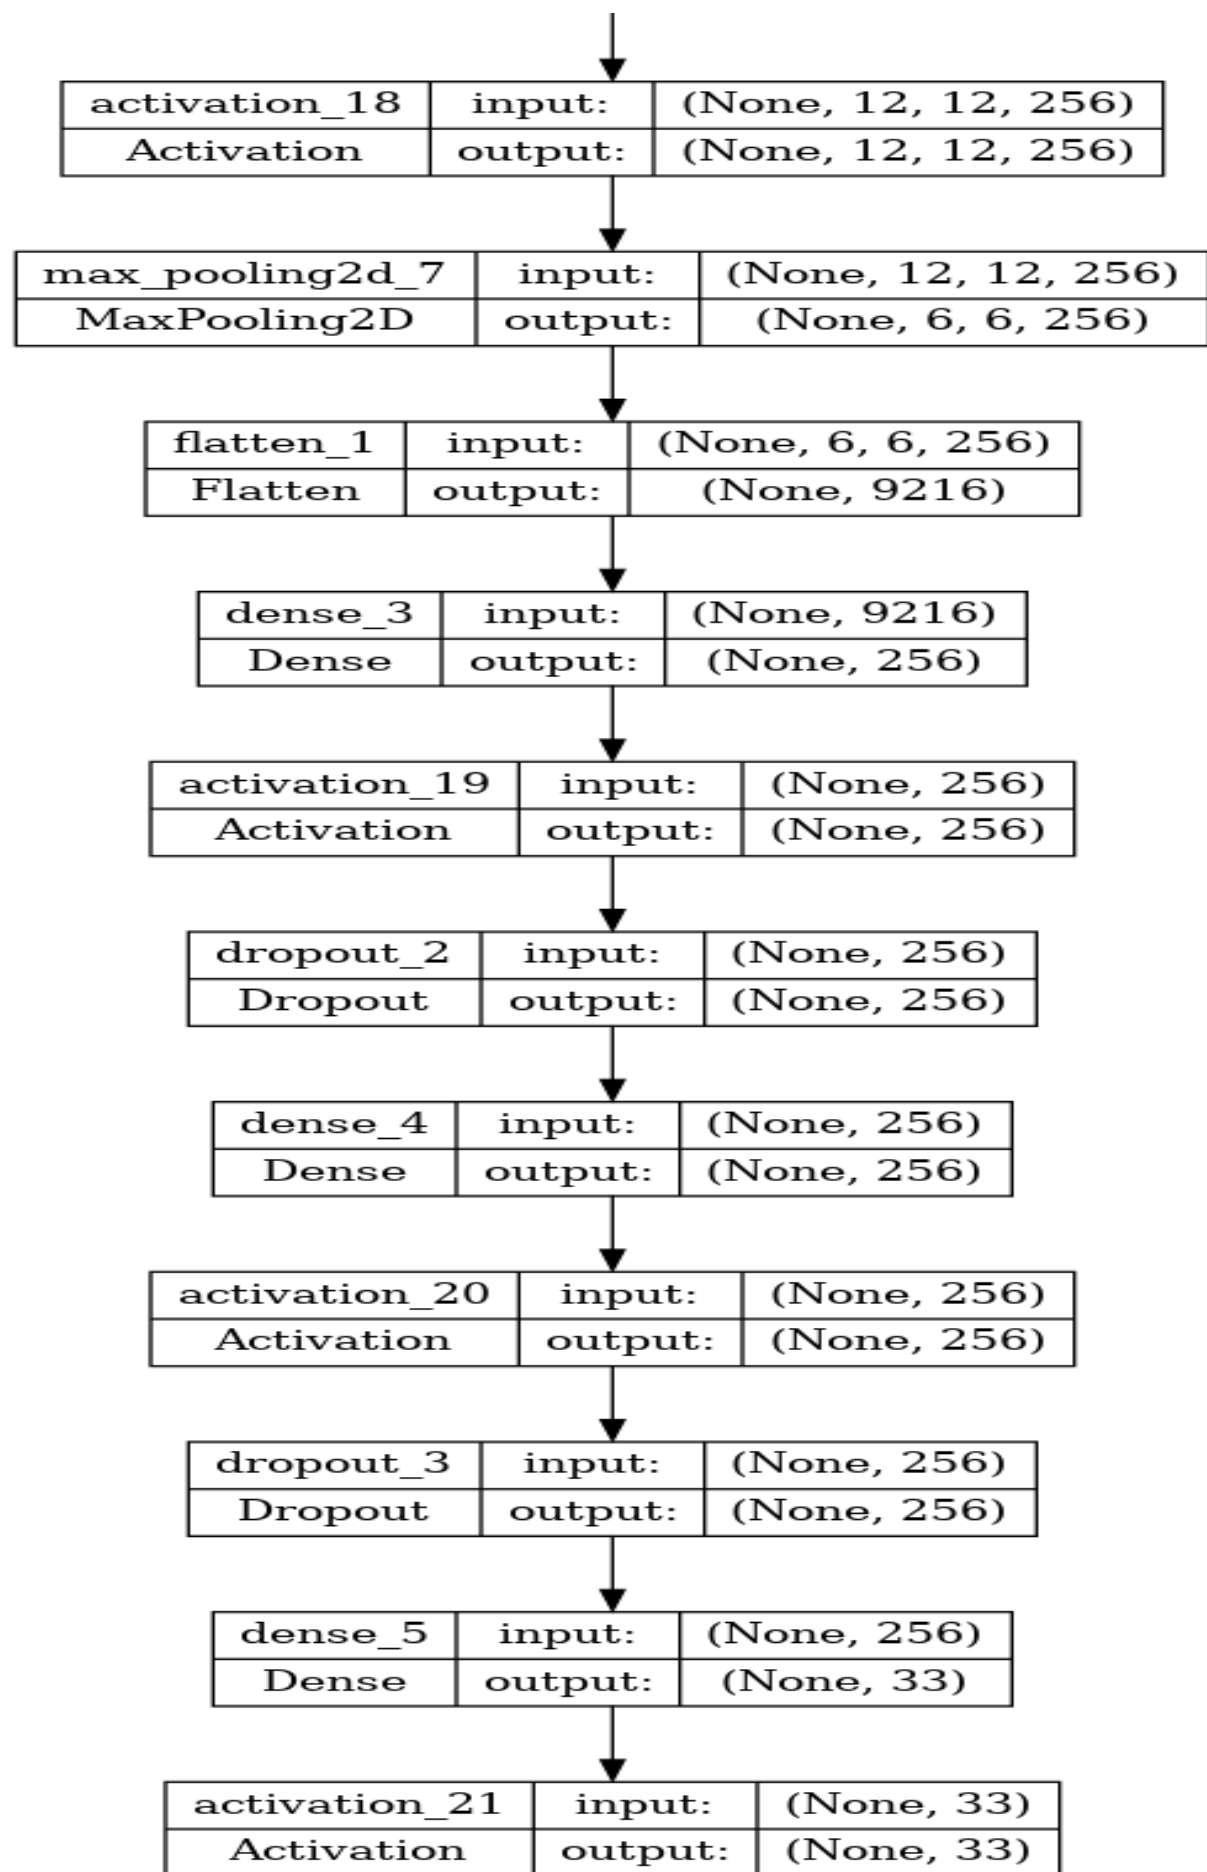 activation_18 input: (None, 12, 12, 256)
Activation output: (None, 12, 12, 256)
max_pooling2d_7 input: (None, 12, 12, 256)
MaxPooling2D output: (None, 6, 6, 256)
flatten_1 input: (None, 6, 6, 256)
Flatten output: (None, 9216)
dense_3 input: (None, 9216)
Dense output: (None, 256)
activation_19 input: (None, 256)
Activation output: (None, 256)
dropout_2 input: (None, 256)
Dropout output: (None, 256)
dense_4 input: (None, 256)
Dense output: (None, 256)
activation_20 input: (None, 256)
Activation output: (None, 256)
dropout_3 input: (None, 256)
Dropout output: (None, 256)
dense_5 input: (None, 256)
Dense output: (None, 33)
activation_21 input: (None, 33)
Activation output: (None, 33)